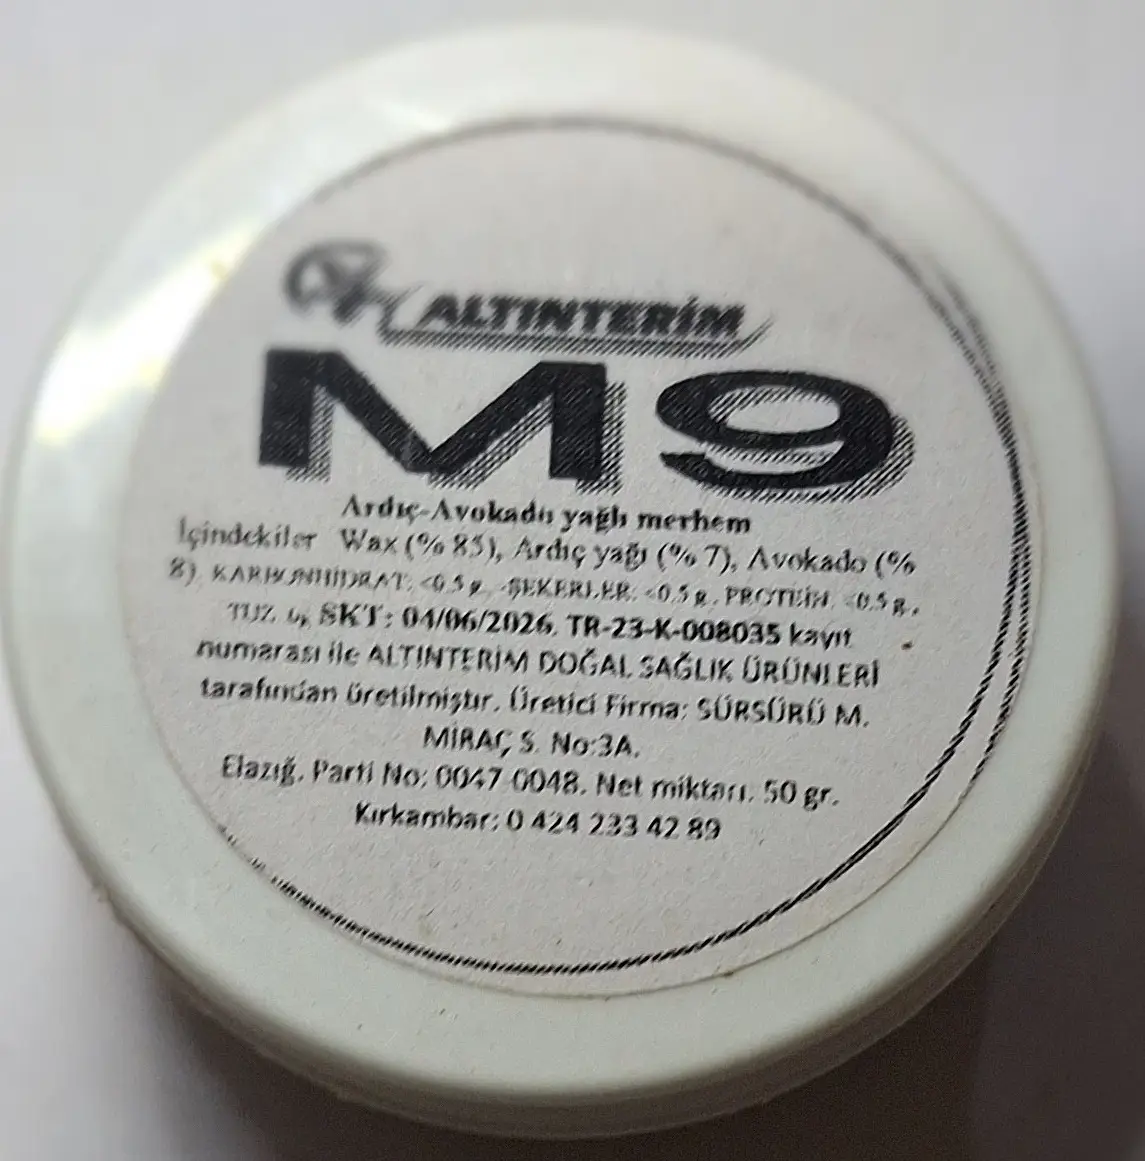 ALTINTERİM
M9
Ardıç-Avokado yağlı merhem
İçindekiler Wax (% 85), Ardıç yağı (% 7), Avokado (%
8) KARBONHİDRAT: <0.5 g, -ŞEKERLER: <0.5 g, PROTEİN: <0.5 g,
TUZ SKT: 04/06/2026. TR-23-K-008035 kayıt
numarası ile ALTINTERİM DOĞAL SAĞLIK ÜRÜNLERİ
tarafından üretilmiştir. Üretici Firma: SÜRSÜRÜ M.
MİRAÇ S. No:3A.
Elazığ. Parti No: 0047-0048. Net miktarı: 50 gr.
Kırkambar: 0 424 233 42 89